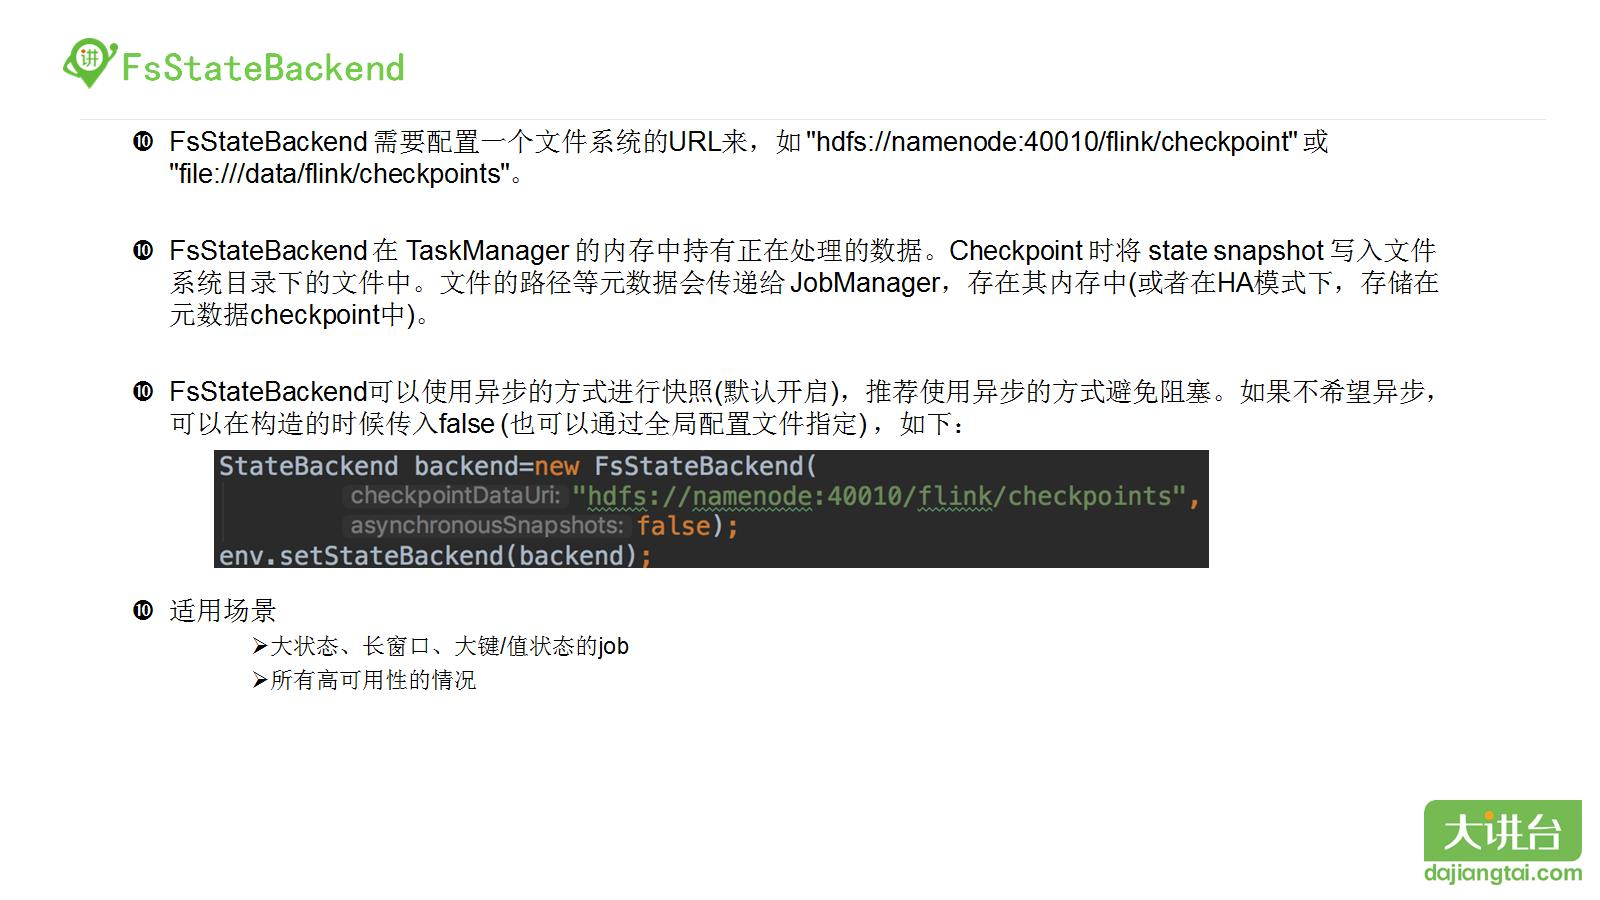 讲
FsStateBackend
⓾ FsStateBackend 需要配置一个文件系统的URL来，如 "hdfs://namenode:40010/flink/checkpoint" 或
"file:///data/flink/checkpoints"。
⓾ FsStateBackend 在 TaskManager 的内存中持有正在处理的数据。Checkpoint 时将 state snapshot 写入文件
系统目录下的文件中。文件的路径等元数据会传递给 JobManager，存在其内存中(或者在HA模式下，存储在
元数据checkpoint中)。
⓾ FsStateBackend可以使用异步的方式进行快照(默认开启)，推荐使用异步的方式避免阻塞。如果不希望异步，
可以在构造的时候传入false (也可以通过全局配置文件指定) ，如下：
StateBackend backend=new FsStateBackend(
checkpointDataUri: "hdfs://namenode:40010/flink/checkpoints",
asynchronousSnapshots: false);
env.setStateBackend(backend);
⓾ 适用场景
➢大状态、长窗口、大键/值状态的job
➢所有高可用性的情况
大讲台
dajiangtai.com